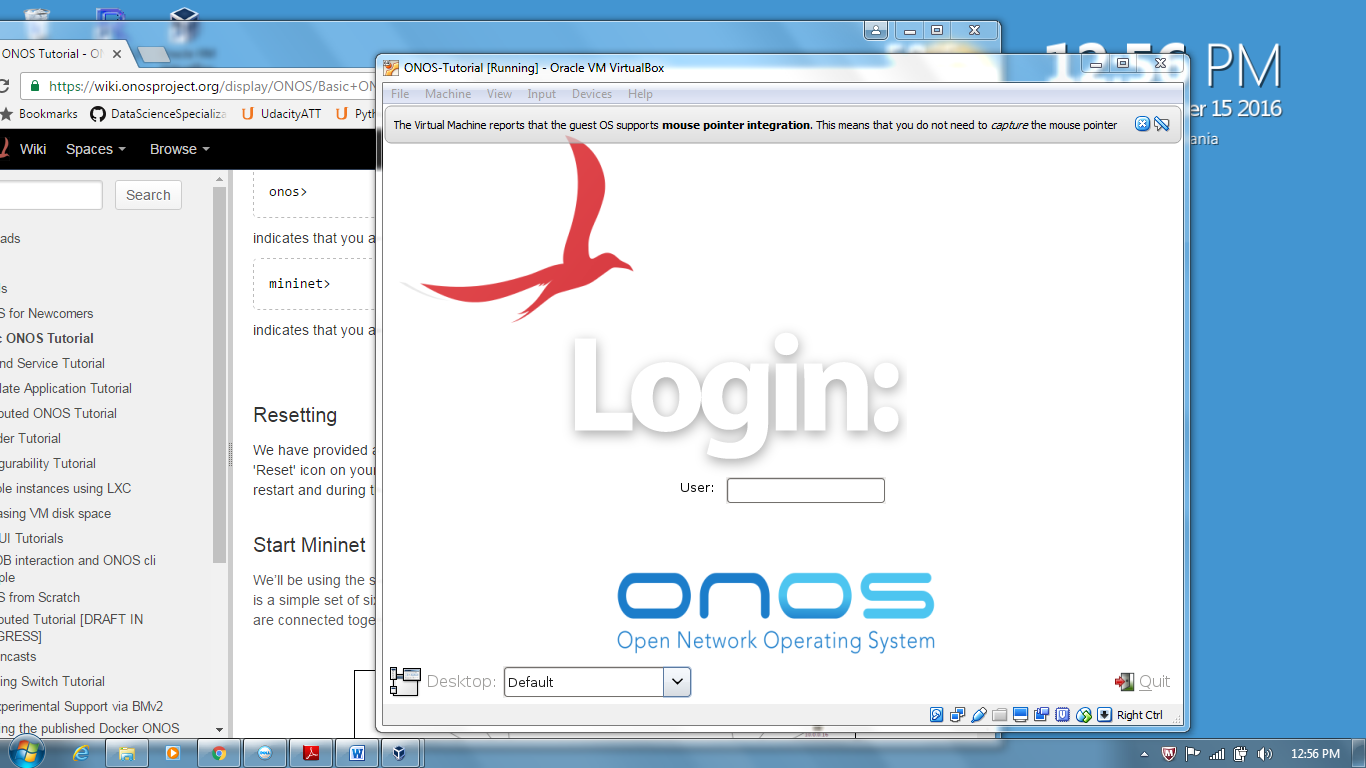 12:56 PM
ONOS Tutorial - ON
https://wiki.onosproject.org/display/ONOS/Basic+ON
Bookmarks DataScienceSpecializa UdacityATT Pyth
er 15 2016
ania
Wiki Spaces Browse
Search
ads
s
S for Newcomers
c ONOS Tutorial
nd Service Tutorial
late Application Tutorial
outed ONOS Tutorial
der Tutorial
gurability Tutorial
ple instances using LXC
asing VM disk space
UI Tutorials
DB interaction and ONOS cli
ple
S from Scratch
outed Tutorial [DRAFT IN
GRESS]
encasts
ing Switch Tutorial
xperimental Support via BMv2
ng the published Docker ONOS
onos>
indicates that you a
mininet>
indicates that you a
Resetting
We have provided a
'Reset' icon on your
restart and during t
Start Mininet
We'll be using the s
is a simple set of six
are connected toge
ONOS-Tutorial [Running] - Oracle VM VirtualBox
File Machine View Input Devices Help
The Virtual Machine reports that the guest OS supports mouse pointer integration. This means that you do not need to capture the mouse pointer
Login:
User:
onos
Open Network Operating System
Desktop: Default
Quit
Right Ctrl
12:56 PM